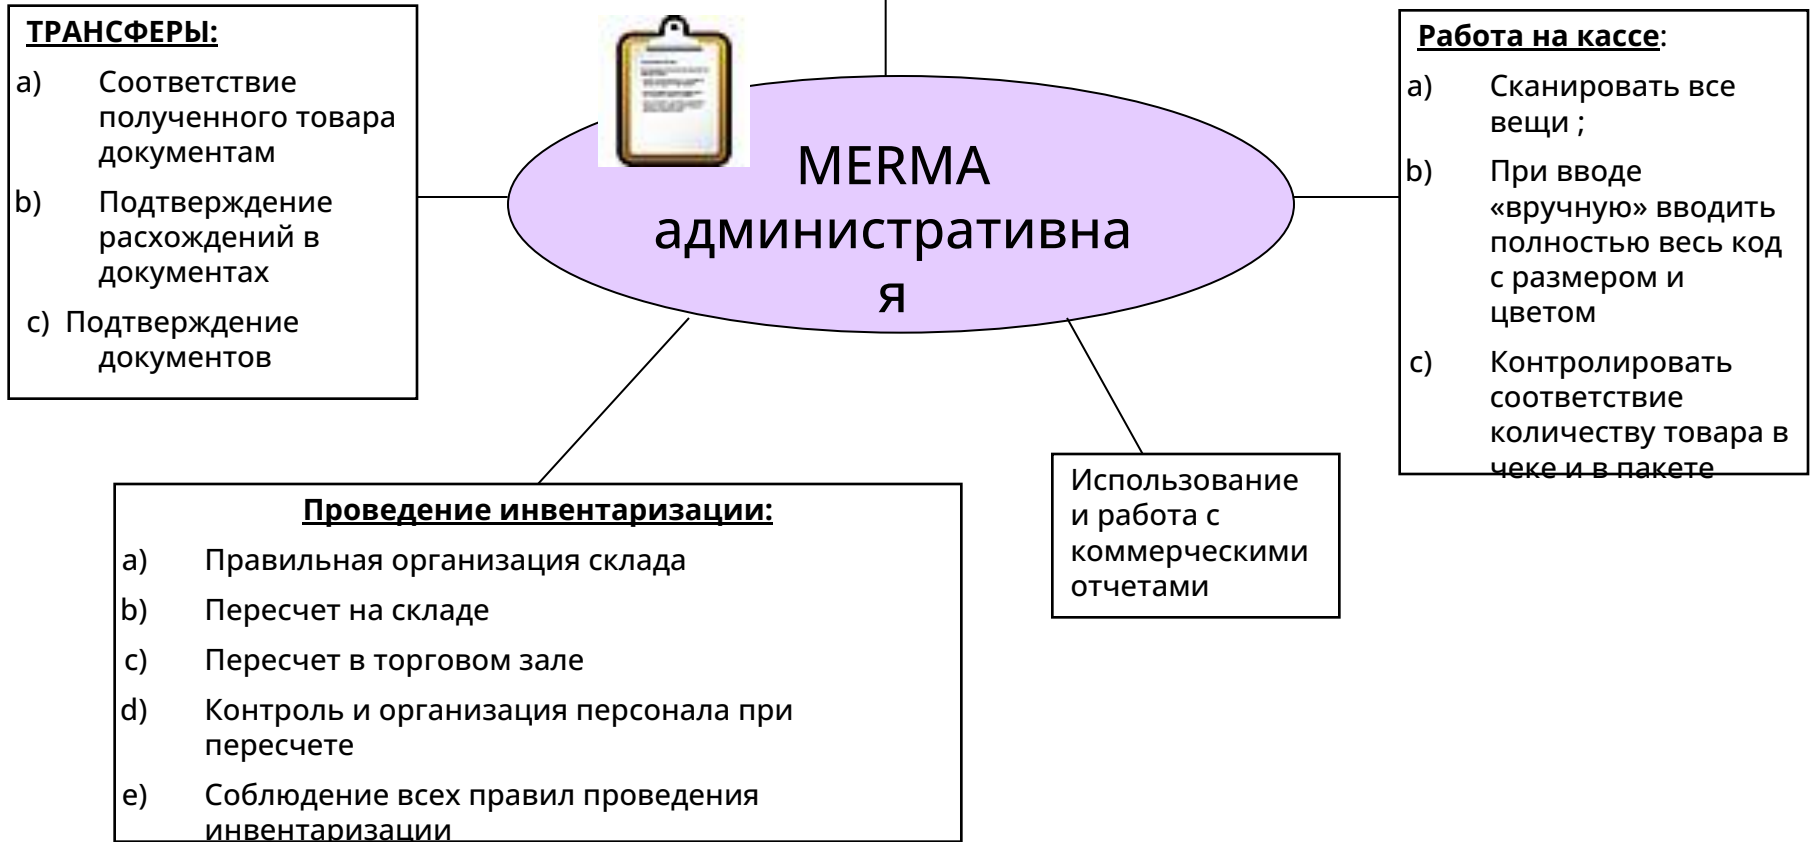 ТРАНСФЕРЫ:
a) Соответствие
полученного товара
документам
b) Подтверждение
расхождений в
документах
c) Подтверждение
документов
MERMA
административна
я
Работа на кассе:
a) Сканировать все
вещи ;
b) При вводе
«вручную» вводить
полностью весь код
с размером и
цветом
c) Контролировать
соответствие
количеству товара в
чеке и в пакете
Проведение инвентаризации:
a) Правильная организация склада
b) Пересчет на складе
c) Пересчет в торговом зале
d) Контроль и организация персонала при
пересчете
e) Соблюдение всех правил проведения
инвентаризации
Использование
и работа с
коммерческими
отчетами